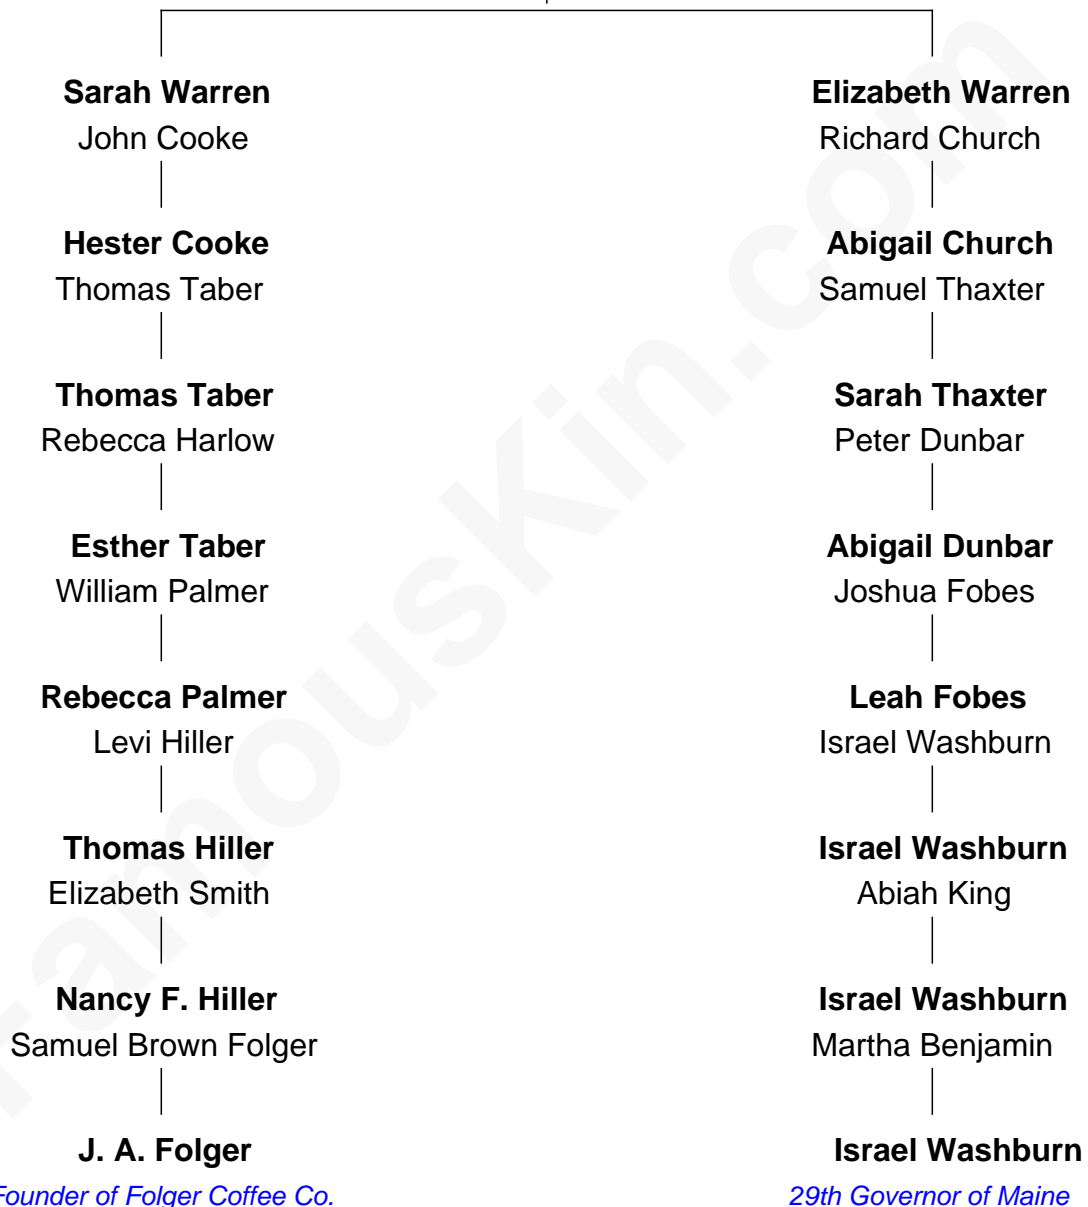 Sarah Warren
John Cooke
Elizabeth Warren
Richard Church
Hester Cooke
Thomas Taber
Abigail Church
Samuel Thaxter
Thomas Taber
Rebecca Harlow
Sarah Thaxter
Peter Dunbar
Esther Taber
William Palmer
Abigail Dunbar
Joshua Fobes
Rebecca Palmer
Levi Hiller
Leah Fobes
Israel Washburn
Thomas Hiller
Elizabeth Smith
Israel Washburn
Abiah King
Nancy F. Hiller
Samuel Brown Folger
Israel Washburn
Martha Benjamin
J. A. Folger
Founder of Folger Coffee Co.
Israel Washburn
29th Governor of Maine
FamousKin.com